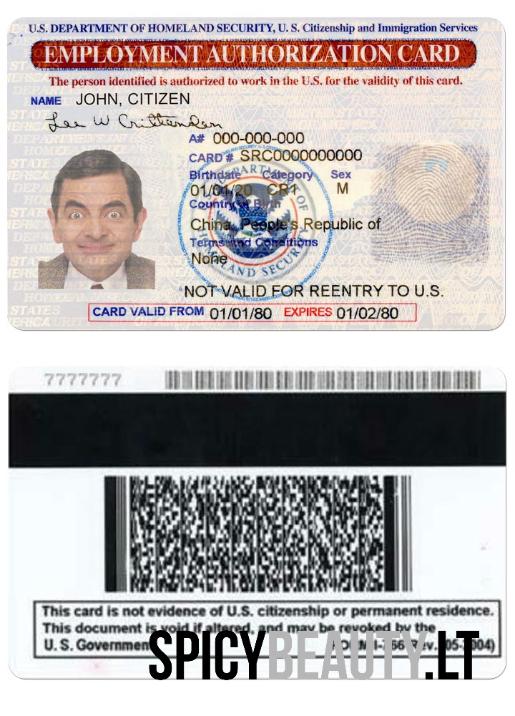 U.S. DEPARTMENT OF HOMELAND SECURITY, U. S. Citizenship and Immigration Services
EMPLOYMENT AUTHORIZATION CARD
The person identified is authorized to work in the U.S. for the validity of this card.
NAME JOHN, CITIZEN
Lee W Crittenden
A# 000-000-000
CARD # SRC0000000000
Birthdate Category Sex
01/01/20 CR1 M
Country of Birth
China, People's Republic of
Terms and Conditions
None
NOT VALID FOR REENTRY TO U.S.
CARD VALID FROM 01/01/80 EXPIRES 01/02/80
7777777
This card is not evidence of U.S. citizenship or permanent residence.
This document is void if altered, and may be revoked by the
U. S. Government
SPICYBEAUTY.LT